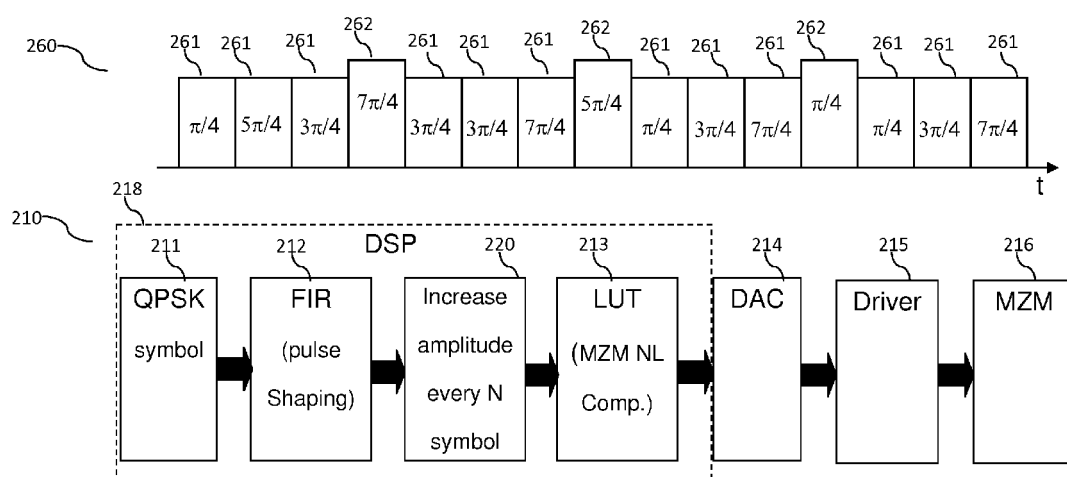 260
261 261 261 262 261 261 261 262 261 261 261 262 261 261 261
π/4 5π/4 3π/4 7π/4 3π/4 3π/4 7π/4 5π/4 π/4 3π/4 7π/4 π/4 π/4 3π/4 7π/4
t
210
218
DSP
211 212 220 213 214 215 216
QPSK
symbol
FIR
(pulse
Shaping)
Increase
amplitude
every N
symbol
LUT
(MZM NL
Comp.)
DAC
Driver
MZM